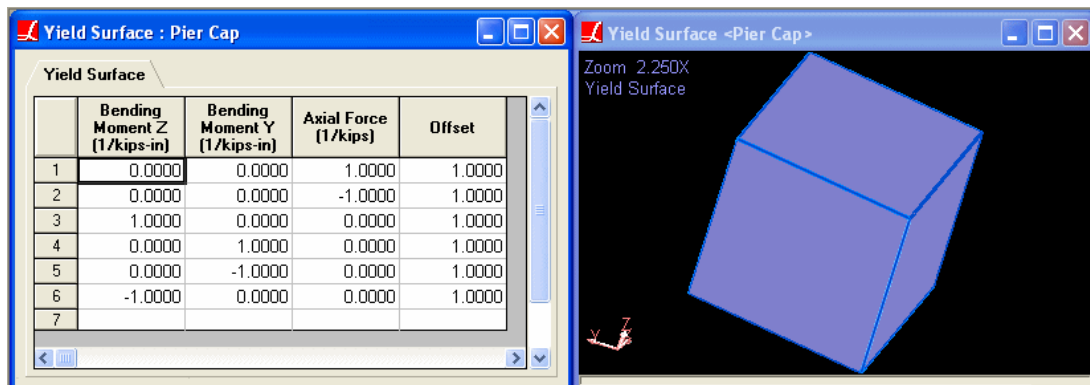 Yield Surface : Pier Cap
Yield Surface
Bending Moment Z (1/kips-in) Bending Moment Y (1/kips-in) Axial Force (1/kips) Offset
1 0.0000 0.0000 1.0000 1.0000
2 0.0000 0.0000 -1.0000 1.0000
3 1.0000 0.0000 0.0000 1.0000
4 0.0000 1.0000 0.0000 1.0000
5 0.0000 -1.0000 0.0000 1.0000
6 -1.0000 0.0000 0.0000 1.0000
7
Yield Surface <Pier Cap>
Zoom 2.250X
Yield Surface
Y Z